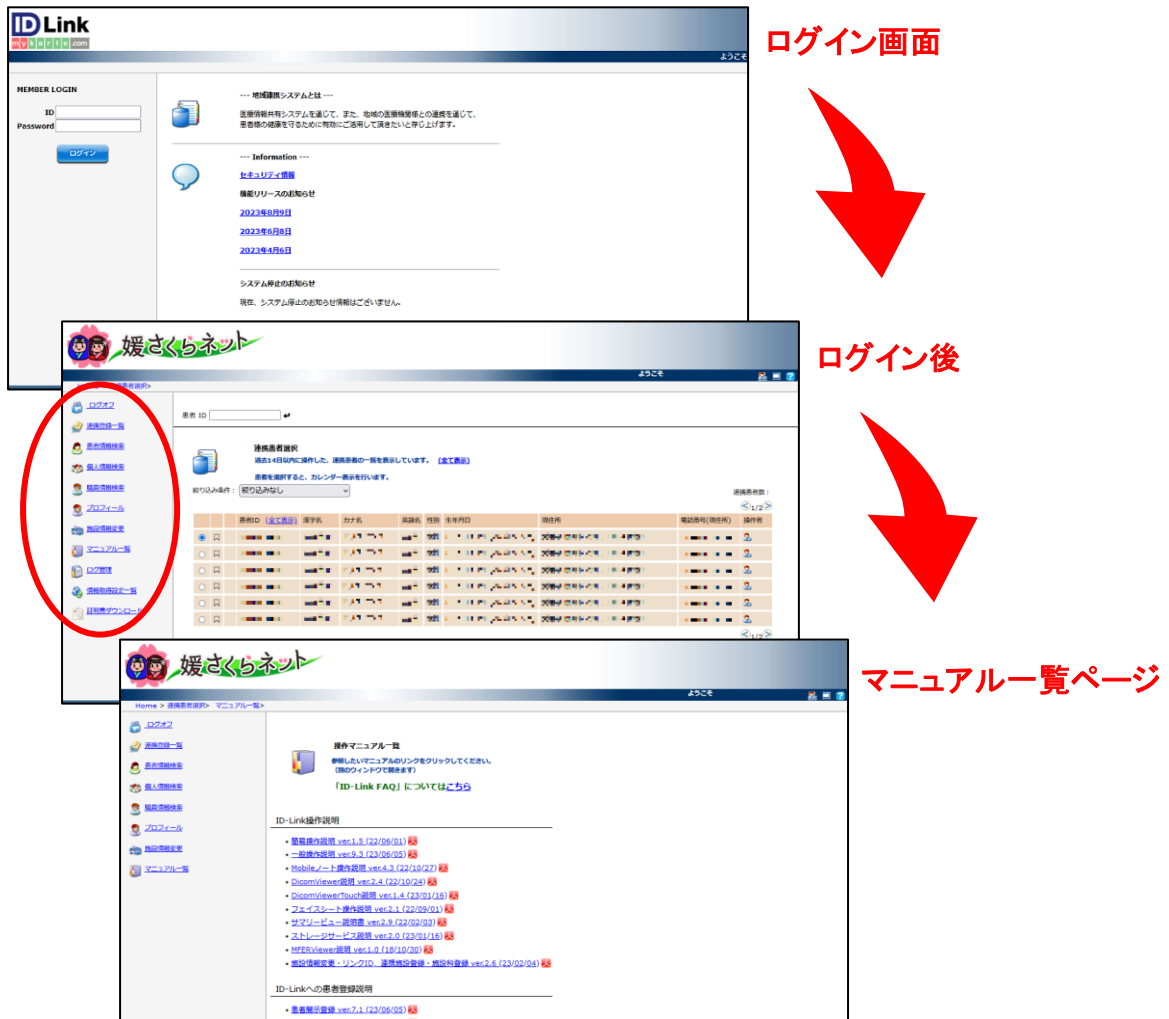 ID Link
mykarte.com
ログイン画面
ようこそ
MEMBER LOGIN
ID
Password
ログイン
--- 地域連携システムとは ---
医療情報共有システムを通じて、また、地域の医療機関様との連携を通じて、
患者様の健康を守るために有効にご活用して頂きたいと存じ上げます。
--- Information ---
セキュリティ情報
機能リリースのお知らせ
2023年8月9日
2023年6月8日
2023年4月6日
システム停止のお知らせ
現在、システム停止のお知らせ情報はございません。
媛さくらネット
ログイン後
ようこそ
ログオフ
連携登録一覧
患者情報検索
個人情報検索
職員情報検索
プロフィール
施設情報変更
マニュアル一覧
ログ管理
情報取得設定一覧
証明書ダウンロード
患者 ID
連携患者選択
過去14日以内に操作した、連携患者の一覧を表示しています。 (全て表示)
患者を選択すると、カレンダー表示を行います。
絞り込み条件: 絞り込みなし
連携患者数:
1/2
患者ID (全て表示) 漢字名 カナ名 英語名 性別 生年月日 現住所 電話番号(現住所) 操作者
1/2
媛さくらネット
マニュアル一覧ページ
ようこそ
Home > 連携患者選択> マニュアル一覧>
ログオフ
連携登録一覧
患者情報検索
個人情報検索
職員情報検索
プロフィール
施設情報変更
マニュアル一覧
操作マニュアル一覧
参照したいマニュアルのリンクをクリックしてください。
(別のウィンドウで開きます)
「ID-Link FAQ」についてはこちら
ID-Link操作説明
• 簡易操作説明 ver.1.5 (22/06/01)
• 一般操作説明 ver.9.3 (23/06/05)
• Mobileノート操作説明 ver.4.3 (22/10/27)
• DicomViewer説明 ver.2.4 (22/10/24)
• DicomViewerTouch説明 ver.1.4 (23/01/16)
• フェイスシート操作説明 ver.2.1 (22/09/01)
• サマリービュー説明書 ver.2.9 (22/02/03)
• ストレージサービス説明 ver.2.0 (23/01/16)
• MFERViewer説明 ver.1.0 (18/10/30)
• 施設情報変更・リンクID、連携施設登録・施設科登録 ver.2.6 (23/02/04)
ID-Linkへの患者登録説明
• 患者開示登録 ver.7.1 (23/06/05)